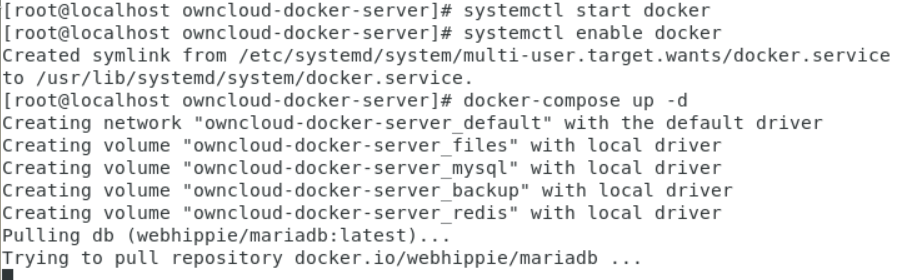 [root@localhost owncloud-docker-server]# systemctl start docker
[root@localhost owncloud-docker-server]# systemctl enable docker
Created symlink from /etc/systemd/system/multi-user.target.wants/docker.service
to /usr/lib/systemd/system/docker.service.
[root@localhost owncloud-docker-server]# docker-compose up -d
Creating network "owncloud-docker-server_default" with the default driver
Creating volume "owncloud-docker-server_files" with local driver
Creating volume "owncloud-docker-server_mysql" with local driver
Creating volume "owncloud-docker-server_backup" with local driver
Creating volume "owncloud-docker-server_redis" with local driver
Pulling db (webhippie/mariadb:latest)...
Trying to pull repository docker.io/webhippie/mariadb ...